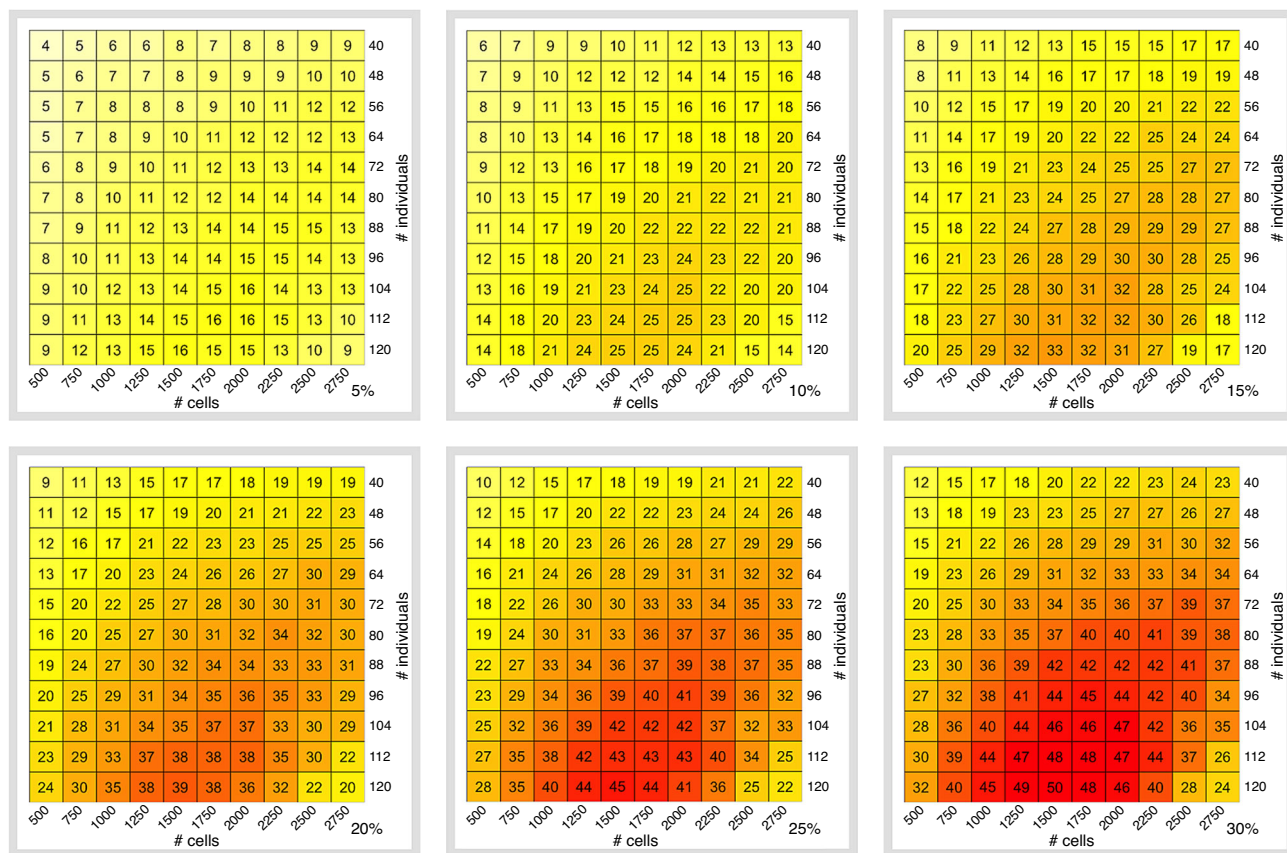 4 5 6 6 8 7 8 8 9 9 40
5 6 7 7 8 9 9 9 10 10 48
5 7 8 8 8 9 10 11 12 12 56
5 7 8 9 10 11 12 12 12 13 64
6 8 9 10 11 12 13 13 14 14 72
7 8 10 11 12 12 14 14 14 14 80
7 9 11 12 13 14 14 15 15 13 88
8 10 11 13 14 14 15 15 14 13 96
9 10 12 13 14 15 16 14 13 13 104
9 11 13 14 15 16 16 15 13 10 112
9 12 13 15 16 15 15 13 10 9 120
500 750 1000 1250 1500 1750 2000 2250 2500 2750
# individuals
# cells
5%
6 7 9 9 10 11 12 13 13 13 40
7 9 10 12 12 12 14 14 15 16 48
8 9 11 13 15 15 16 16 17 18 56
8 10 13 14 16 17 18 18 18 20 64
9 12 13 16 17 18 19 20 21 20 72
10 13 15 17 19 20 21 22 21 21 80
11 14 17 19 20 22 22 22 22 21 88
12 15 18 20 21 23 24 23 22 20 96
13 16 19 21 23 24 25 22 20 20 104
14 18 20 23 24 25 25 23 20 15 112
14 18 21 24 25 25 24 21 15 14 120
500 750 1000 1250 1500 1750 2000 2250 2500 2750
# individuals
# cells
10%
8 9 11 12 13 15 15 15 17 17 40
8 11 13 14 16 17 17 18 19 19 48
10 12 15 17 19 20 20 21 22 22 56
11 14 17 19 20 22 22 25 24 24 64
13 16 19 21 23 24 25 25 27 27 72
14 17 21 23 24 25 27 28 28 27 80
15 18 22 24 27 28 29 29 29 27 88
16 21 23 26 28 29 30 30 28 25 96
17 22 25 28 30 31 32 28 25 24 104
18 23 27 30 31 32 32 30 26 18 112
20 25 29 32 33 32 31 27 19 17 120
500 750 1000 1250 1500 1750 2000 2250 2500 2750
# individuals
# cells
15%
9 11 13 15 17 17 18 19 19 19 40
11 12 15 17 19 20 21 21 22 23 48
12 16 17 21 22 23 23 25 25 25 56
13 17 20 23 24 26 26 27 30 29 64
15 20 22 25 27 28 30 30 31 30 72
16 20 25 27 30 31 32 34 32 30 80
19 24 27 30 32 34 34 33 33 31 88
20 25 29 31 34 35 36 35 33 29 96
21 28 31 34 35 37 37 33 30 29 104
23 29 33 37 38 38 38 35 30 22 112
24 30 35 38 39 38 36 32 22 20 120
500 750 1000 1250 1500 1750 2000 2250 2500 2750
# individuals
# cells
20%
10 12 15 17 18 19 19 21 21 22 40
12 15 17 20 22 22 23 24 24 26 48
14 18 20 23 26 26 28 27 29 29 56
16 21 24 26 28 29 31 31 32 32 64
18 22 26 30 30 33 33 34 35 33 72
19 24 30 31 33 36 37 37 36 35 80
22 27 33 34 36 37 39 38 37 35 88
23 29 34 36 39 40 41 39 36 32 96
25 32 36 39 42 42 42 37 32 33 104
27 35 38 42 43 43 43 40 34 25 112
28 35 40 44 45 44 41 36 25 22 120
500 750 1000 1250 1500 1750 2000 2250 2500 2750
# individuals
# cells
25%
12 15 17 18 20 22 22 23 24 23 40
13 18 19 23 23 25 27 27 26 27 48
15 21 22 26 28 29 29 31 30 32 56
19 23 26 29 31 32 33 33 34 34 64
20 25 30 33 34 35 36 37 39 37 72
23 28 33 35 37 40 40 41 39 38 80
23 30 36 39 42 42 42 42 41 37 88
27 32 38 41 44 45 44 42 40 34 96
28 36 40 44 46 46 47 42 36 35 104
30 39 44 47 48 48 47 44 37 26 112
32 40 45 49 50 48 46 40 28 24 120
500 750 1000 1250 1500 1750 2000 2250 2500 2750
# individuals
# cells
30%